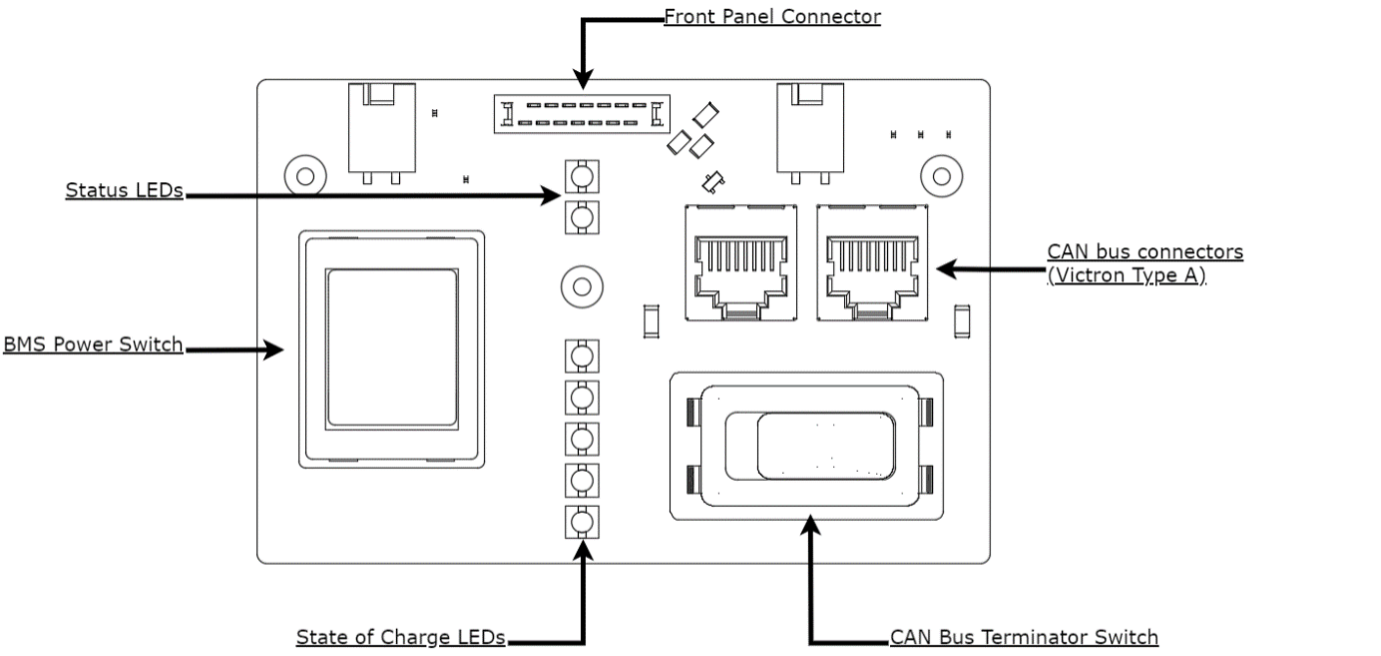 Front Panel Connector
Status LEDs
CAN bus connectors
(Victron Type A)
BMS Power Switch
State of Charge LEDs
CAN Bus Terminator Switch